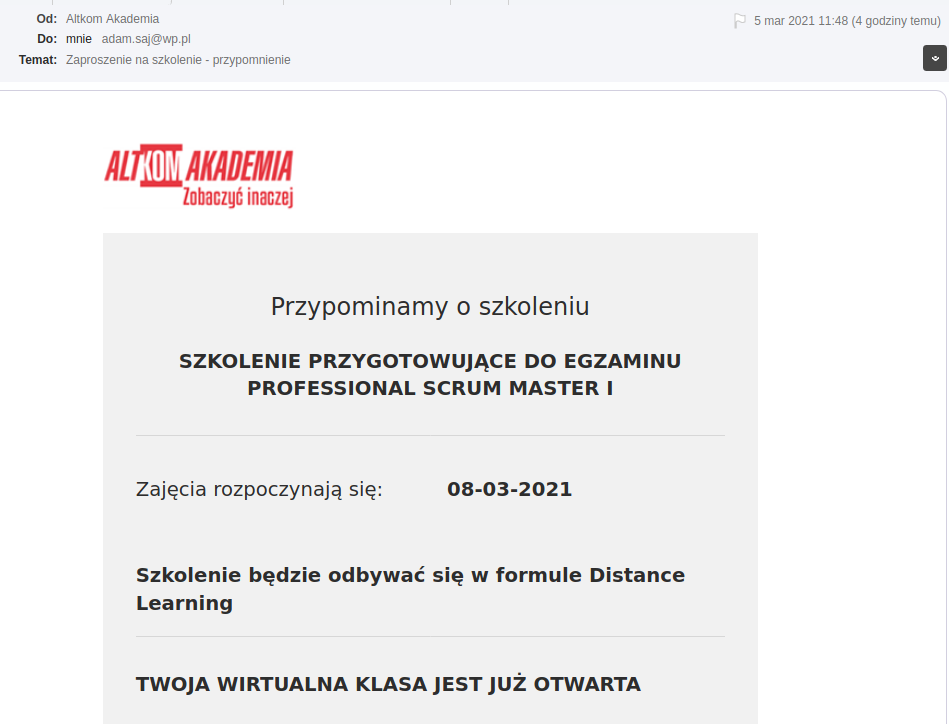 Od: Altkom Akademia
5 mar 2021 11:48 (4 godziny temu)
Do: mnie adam.saj@wp.pl
Temat: Zaproszenie na szkolenie - przypomnienie
ALTKOM AKADEMIA
Zobaczyć inaczej
Przypominamy o szkoleniu
SZKOLENIE PRZYGOTOWUJĄCE DO EGZAMINU
PROFESSIONAL SCRUM MASTER I
Zajęcia rozpoczynają się: 08-03-2021
Szkolenie będzie odbywać się w formule Distance
Learning
TWOJA WIRTUALNA KLASA JEST JUŻ OTWARTA